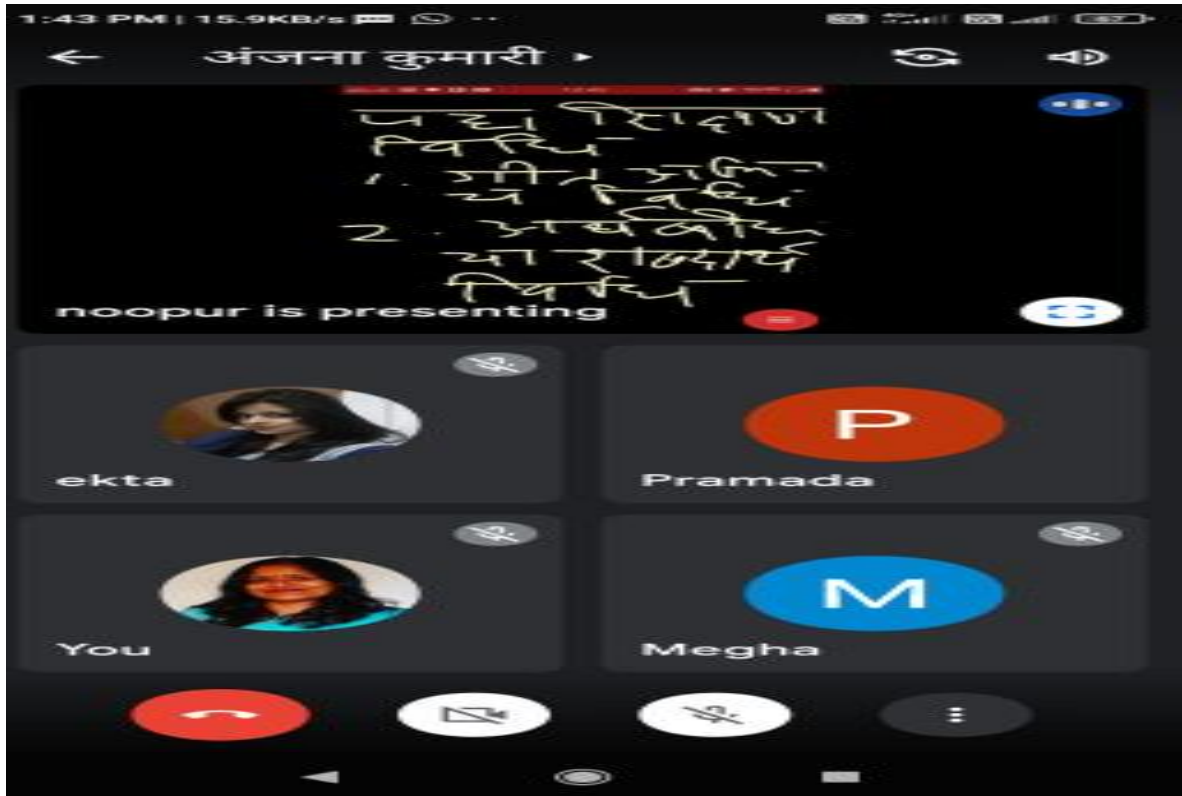 1:43 PM | 15.9KB/s
अंजना कुमारी
पद्य शिक्षण
विधि
1. गीत अभिन-
य विधि
2. अर्थबोध
या शब्दार्थ
विधि
noopur is presenting
ekta
P
Pramada
You
M
Megha